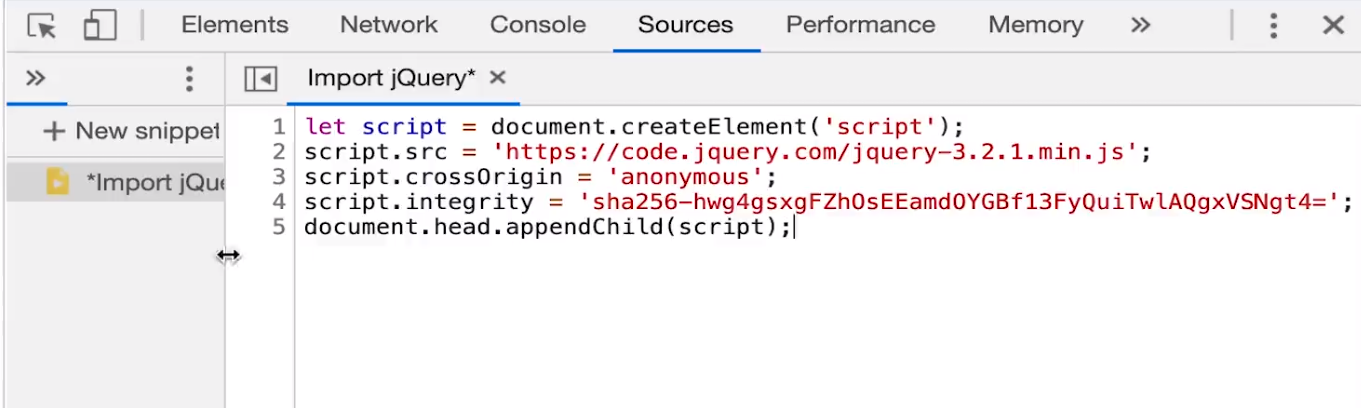 Elements Network Console Sources Performance Memory
Import jQuery*
New snippet
1 let script = document.createElement('script');
2 script.src = 'https://code.jquery.com/jquery-3.2.1.min.js';
*Import jQue
3 script.crossOrigin = 'anonymous';
4 script.integrity = 'sha256-hwg4gsxgFZhOsEEamdOYGBf13FyQuiTwlAQgxVSNgt4=';
5 document.head.appendChild(script);